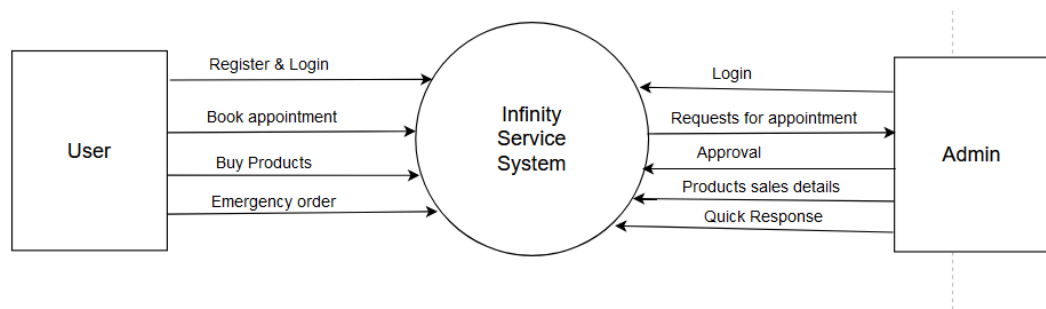 Register & Login
Book appointment
User
Buy Products
Emergency order
Infinity
Service
System
Login
Requests for appointment
Approval
Products sales details
Quick Response
Admin